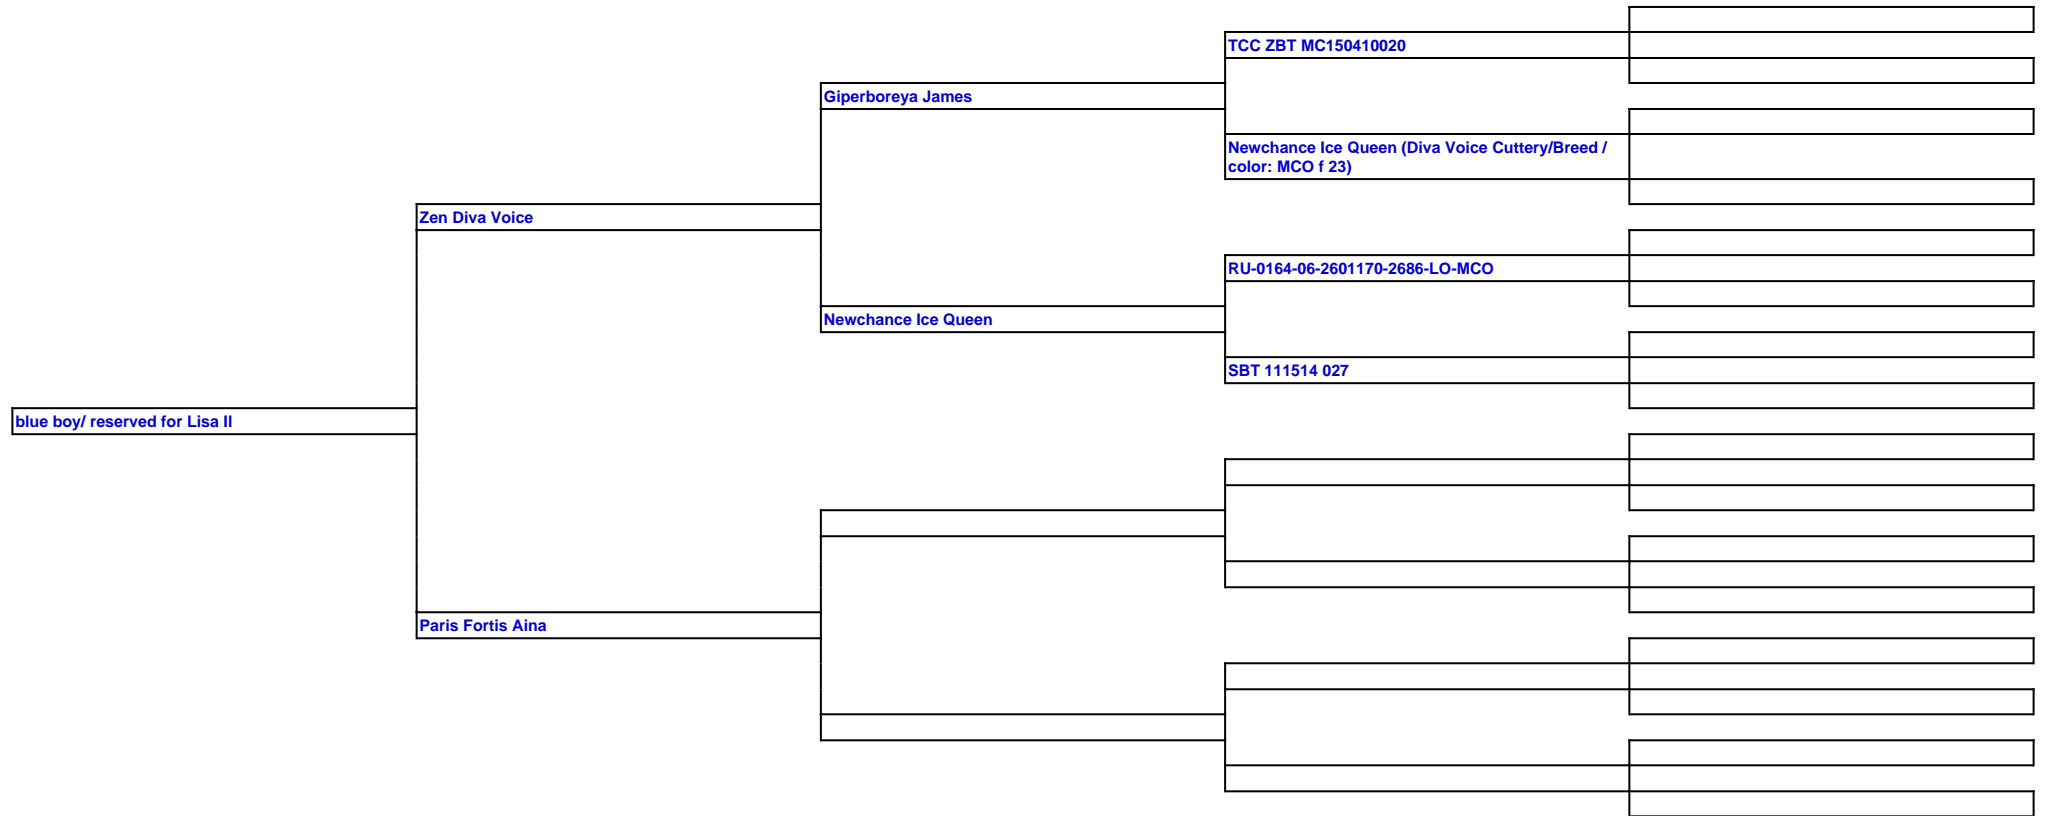 TCC ZBT MC150410020
Giperboreya James
Newchance Ice Queen (Diva Voice Cuttery/Breed /
color: MCO f 23)
Zen Diva Voice
RU-0164-06-2601170-2686-LO-MCO
Newchance Ice Queen
SBT 111514 027
blue boy/ reserved for Lisa II
Paris Fortis Aina